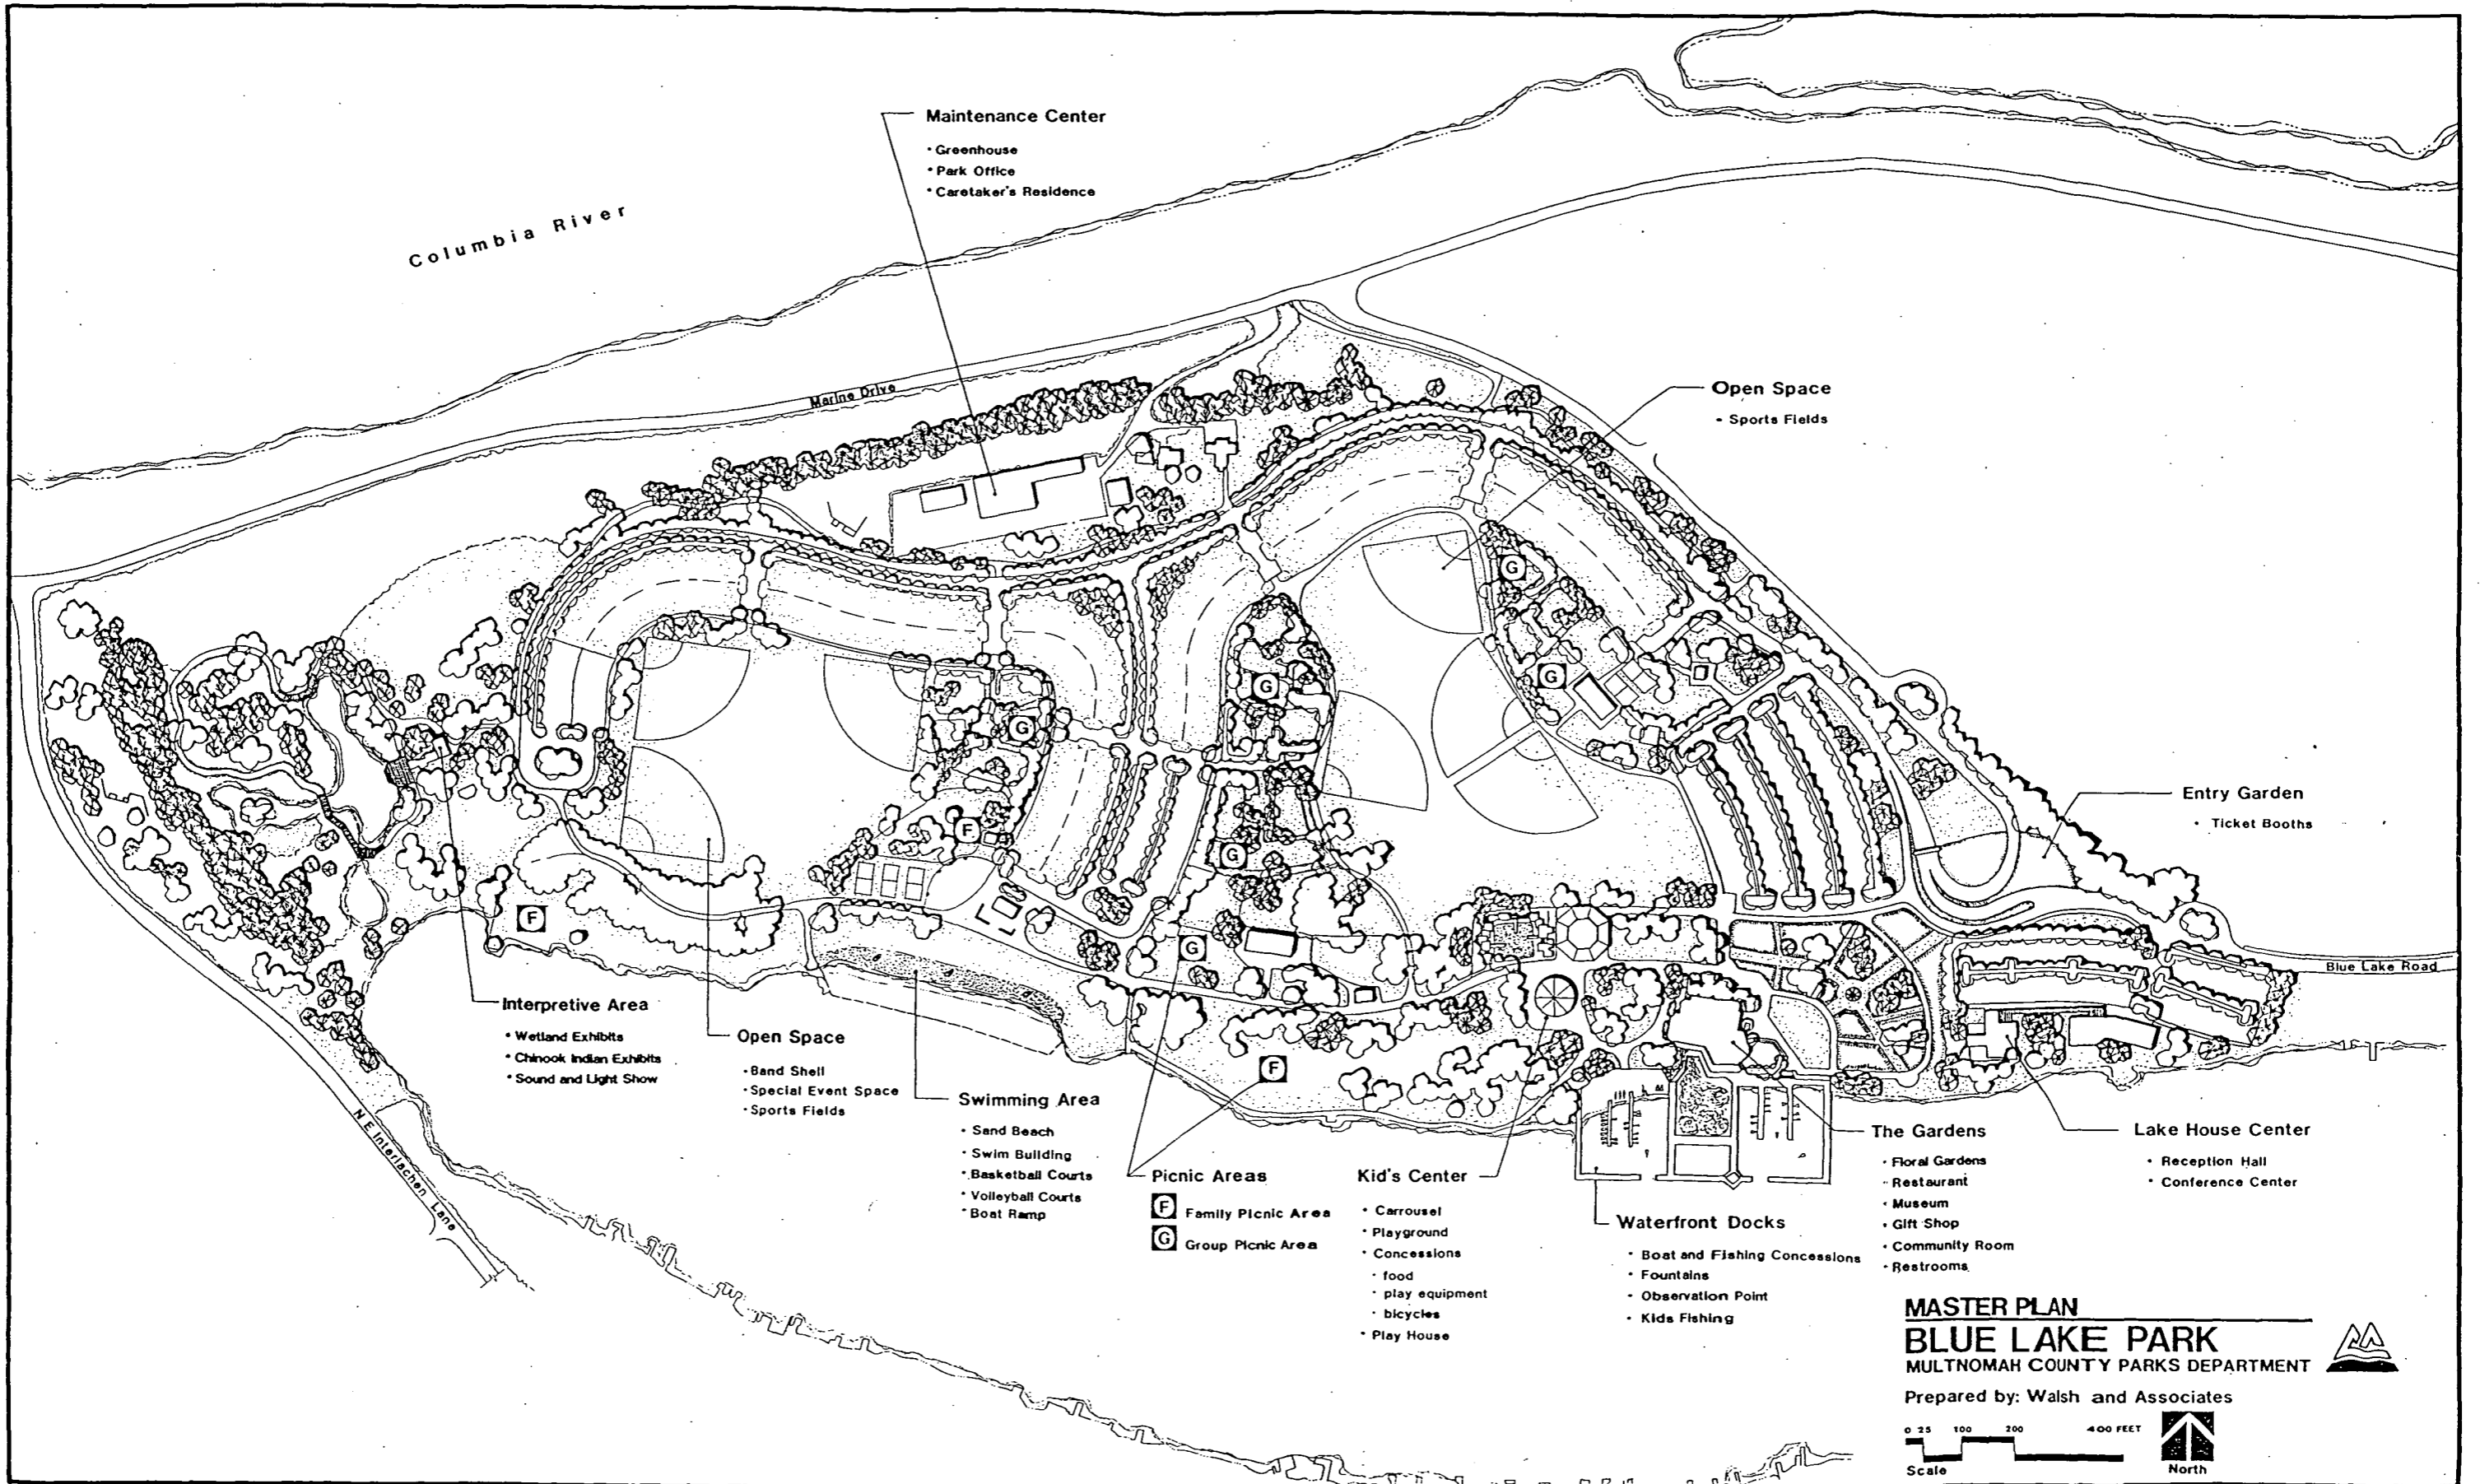 Maintenance Center
• Greenhouse
• Park Office
• Caretaker's Residence
Columbia River
Marine Drive
Open Space
• Sports Fields
G
G
G
G
F
G
F
G
F
Entry Garden
• Ticket Booths
Blue Lake Road
Interpretive Area
• Wetland Exhibits
• Chinook Indian Exhibits
• Sound and Light Show
N E Interlachen Lane
Open Space
• Band Shell
• Special Event Space
• Sports Fields
Swimming Area
• Sand Beach
• Swim Building
• Basketball Courts
• Volleyball Courts
• Boat Ramp
Picnic Areas
F Family Picnic Area
G Group Picnic Area
Kid's Center
• Carrousel
• Playground
• Concessions
• food
• play equipment
• bicycles
• Play House
Waterfront Docks
• Boat and Fishing Concessions
• Fountains
• Observation Point
• Kids Fishing
The Gardens
• Floral Gardens
• Restaurant
• Museum
• Gift Shop
• Community Room
• Restrooms
Lake House Center
• Reception Hall
• Conference Center
MASTER PLAN
BLUE LAKE PARK
MULTNOMAH COUNTY PARKS DEPARTMENT
Prepared by: Walsh and Associates
0 25 100 200 400 FEET
Scale
North